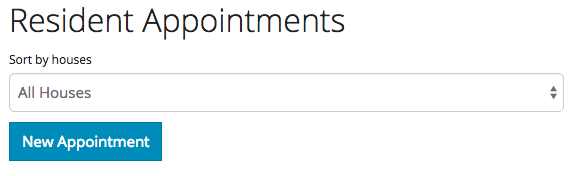 Resident Appointments
Sort by houses
All Houses
New Appointment